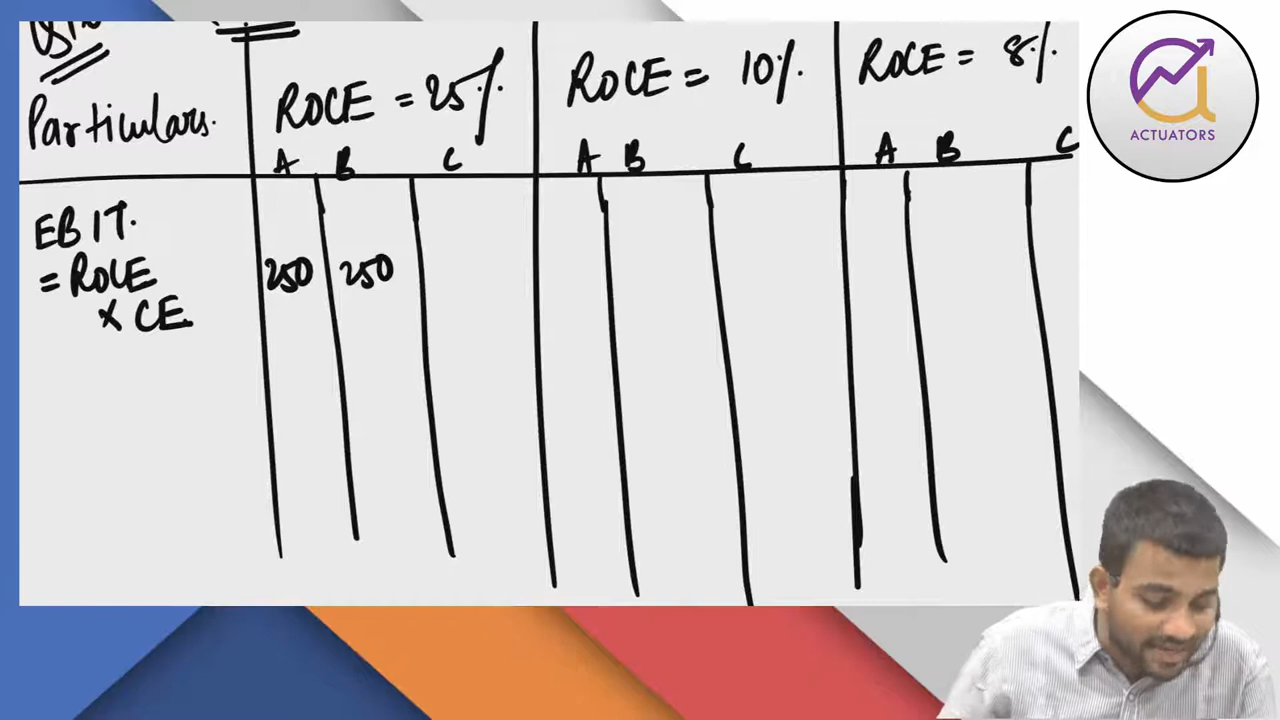 Particulars.
ROCE = 25%
ROCE = 10%
ROCE = 8%
A B C
A B C
A B C
EBIT.
= ROCE
x CE
250 250
ACTUATORS